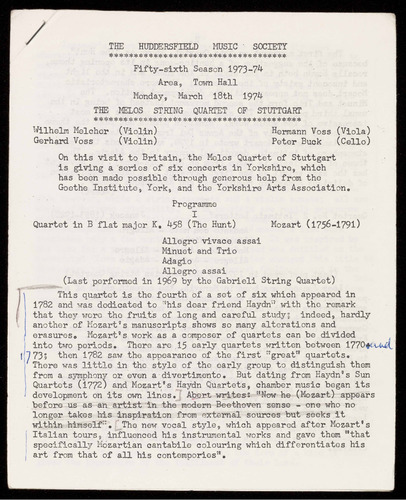 THE HUDDERSFIELD MUSIC SOCIETY
**************************************
Fifty-sixth Season 1973-74
Area, Town Hall
Monday, March 18th 1974
THE MELOS STRING QUARTET OF STUTTGART
*******************************************
Wilhelm Melcher (Violin) Hermann Voss (Viola)
Gerhard Voss (Violin) Peter Buck (Cello)
On this visit to Britain, the Melos Quartet of Stuttgart
is giving a series of six concerts in Yorkshire, which
has been made possible through generous help from the
Goethe Institute, York, and the Yorkshire Arts Association.
Programme
I
Quartet in B flat major K. 458 (The Hunt) Mozart (1756-1791)
Allegro vivace assai
Minuet and Trio
Adagio
Allegro assai
(Last performed in 1969 by the Gabrieli String Quartet)
This quartet is the fourth of a set of six which appeared in
1782 and was dedicated to "his dear friend Haydn" with the remark
that they were the fruits of long and careful study; indeed, hardly
another of Mozart's manuscripts shows so many alterations and
erasures. Mozart's work as a composer of quartets can be divided
into two periods. There are 15 early quartets written between 1770 and
1773; then 1782 saw the appearance of the first "great" quartets.
There was little in the style of the early group to distinguish them
from a symphony or even a divertimento. But dating from Haydn's Sun
Quartets (1772) and Mozart's Haydn Quartets, chamber music began its
development on its own lines. Abert writes: "Now he (Mozart) appears
before us as an artist in the modern Beethoven sense - one who no
longer takes his inspiration from external sources but seeks it
within himself". The new vocal style, which appeared after Mozart's
Italian tours, influenced his instrumental works and gave them "that
specifically Mozartian cantabile colouring which differentiates his
art from that of all his contempories".